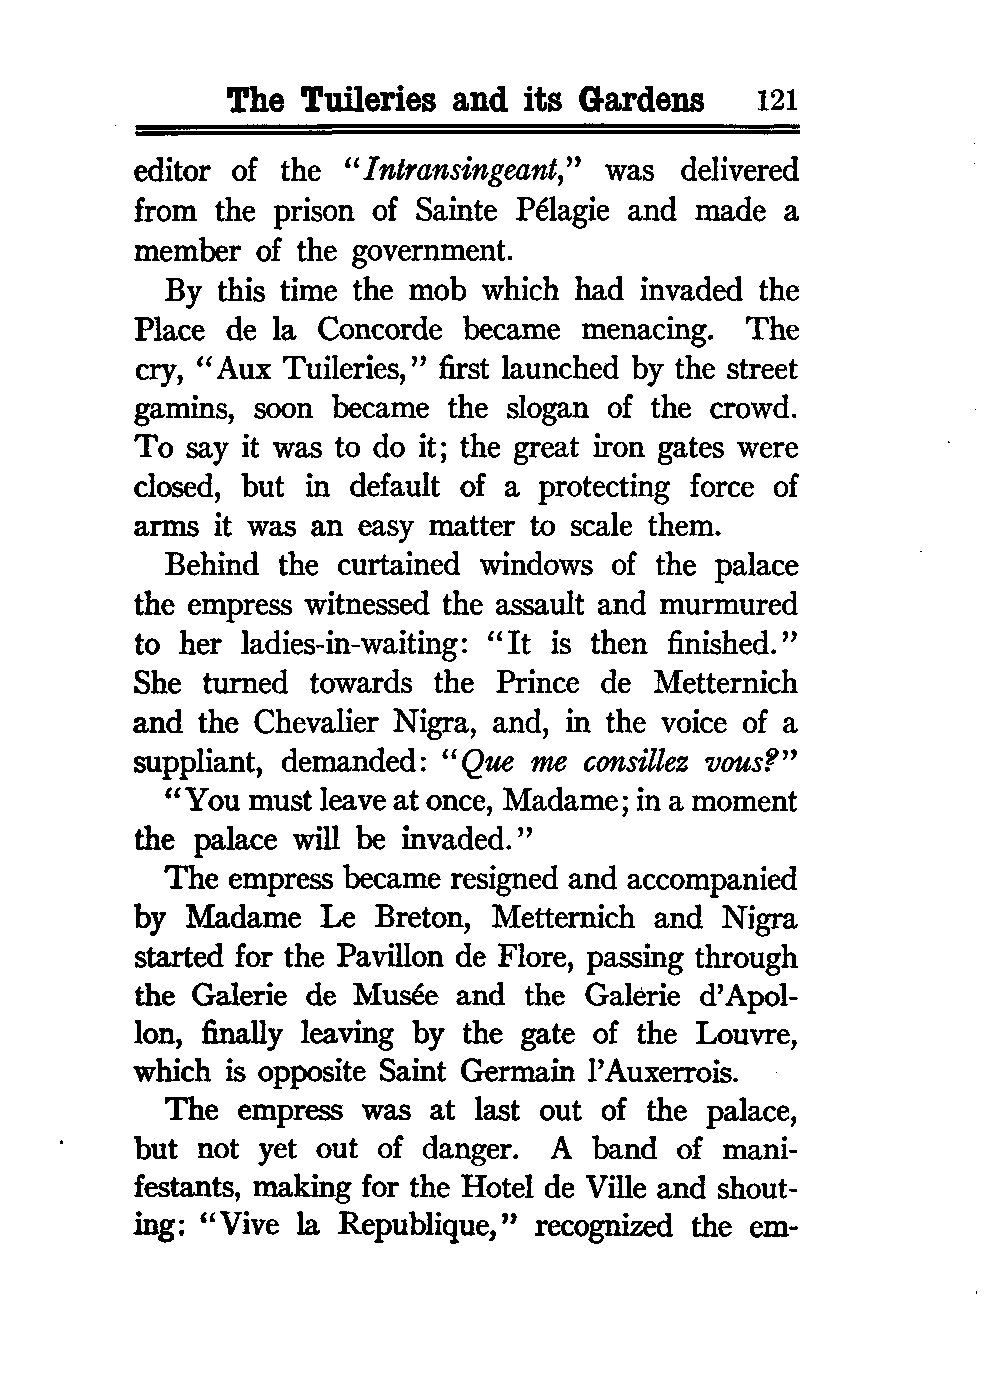 The Tuileries and its Gardens 121
editor of the “Intransingeant,” was delivered
from the prison of Sainte Pélagie and made a
member of the government.
By this time the mob which had invaded the
Place de la Concorde became menacing. The
cry, “Aux Tuileries,” first launched by the street
gamins, soon became the slogan of the crowd.
To say it was to do it; the great iron gates were
closed, but in default of a protecting force of
arms it was an easy matter to scale them.
Behind the curtained windows of the palace
the empress witnessed the assault and murmured
to her ladies-in-waiting: “It is then finished.”
She turned towards the Prince de Metternich
and the Chevalier Nigra, and, in the voice of a
suppliant, demanded: “Que me consillez vous?”
“You must leave at once, Madame; in a moment
the palace will be invaded.”
The empress became resigned and accompanied
by Madame Le Breton, Metternich and Nigra
started for the Pavillon de Flore, passing through
the Galerie de Musée and the Galerie d’Apol-
lon, finally leaving by the gate of the Louvre,
which is opposite Saint Germain l’Auxerrois.
The empress was at last out of the palace,
but not yet out of danger. A band of mani-
festants, making for the Hotel de Ville and shout-
ing: “Vive la Republique,” recognized the em-